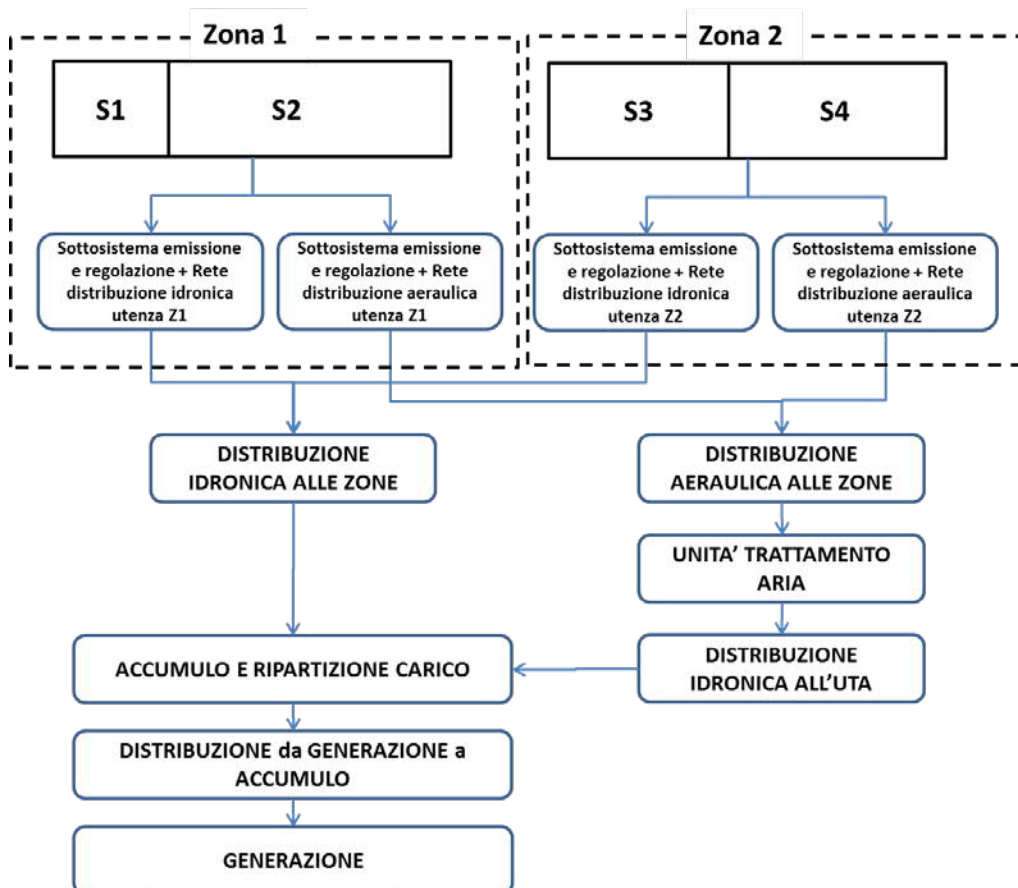 Zona 1
Zona 2
S1
S2
S3
S4
Sottosistema emissione
e regolazione + Rete
distribuzione idronica
utenza Z1
Sottosistema emissione
e regolazione + Rete
distribuzione aeraulica
utenza Z1
Sottosistema emissione
e regolazione + Rete
distribuzione idronica
utenza Z2
Sottosistema emissione
e regolazione + Rete
distribuzione aeraulica
utenza Z2
DISTRIBUZIONE
IDRONICA ALLE ZONE
DISTRIBUZIONE
AERAULICA ALLE ZONE
UNITA' TRATTAMENTO
ARIA
DISTRIBUZIONE
IDRONICA ALL'UTA
ACCUMULO E RIPARTIZIONE CARICO
DISTRIBUZIONE da GENERAZIONE a
ACCUMULO
GENERAZIONE